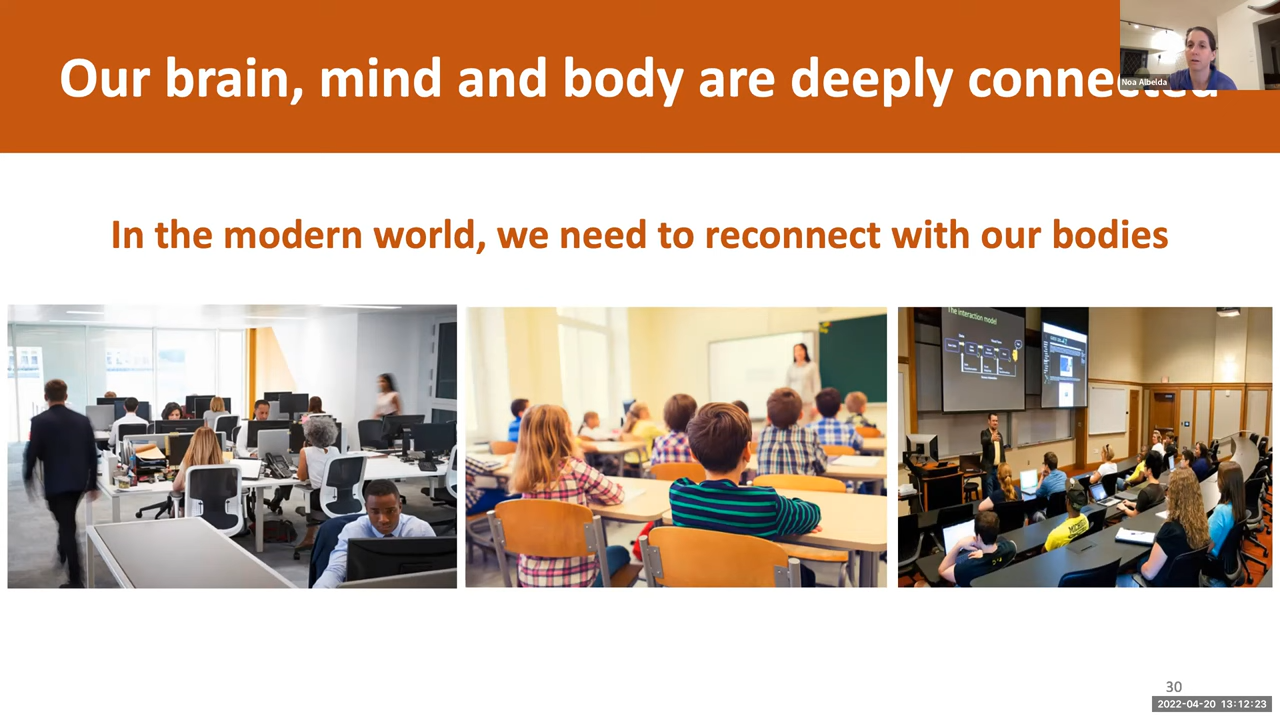 Our brain, mind and body are deeply connected
Noa Albelda
In the modern world, we need to reconnect with our bodies
The interaction model
30
2022-04-20 13:12:23